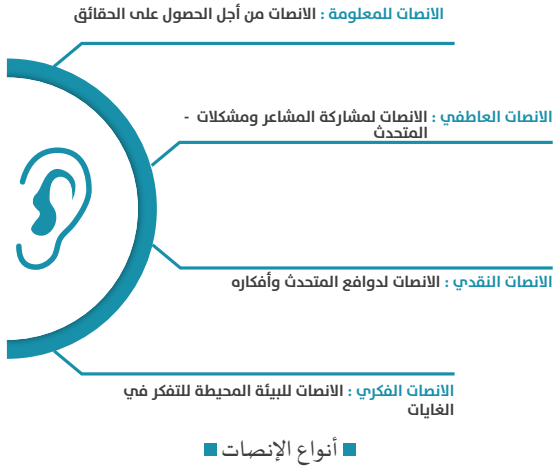 الانصات للمعلومة : الانصات من أجل الحصول على الحقائق
الانصات العاطفي : الانصات لمشاركة المشاعر ومشكلات -
المتحدث
الانصات النقدي : الانصات لدوافع المتحدث وأفكاره
الانصات الفكري : الانصات للبيئة المحيطة للتفكر في
الغايات
أنواع الإنصات